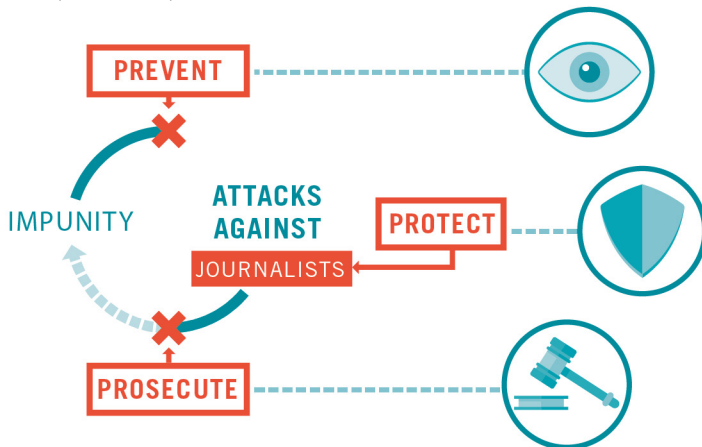 PREVENT
IMPUNITY
ATTACKS
AGAINST
JOURNALISTS
PROTECT
PROSECUTE